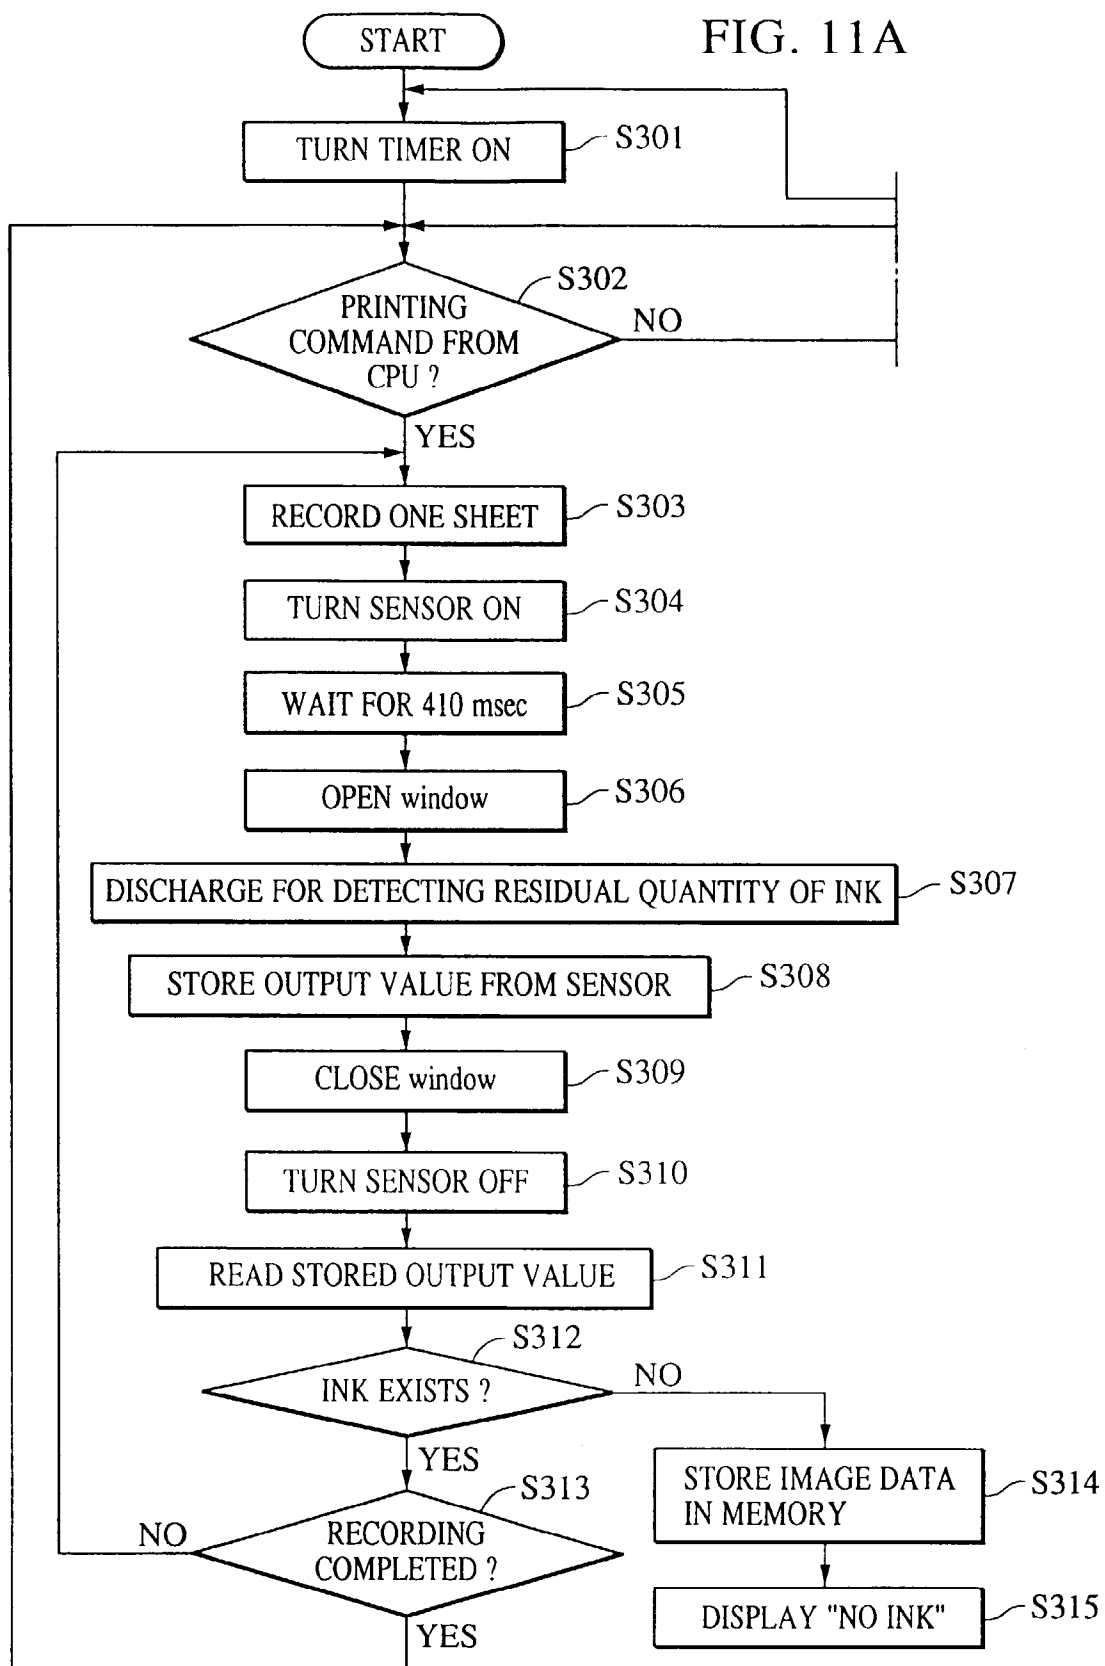 FIG. 11A
START
TURN TIMER ON
S301
S302
PRINTING
COMMAND FROM
CPU ?
NO
YES
RECORD ONE SHEET
S303
TURN SENSOR ON
S304
WAIT FOR 410 msec
S305
OPEN window
S306
DISCHARGE FOR DETECTING RESIDUAL QUANTITY OF INK
S307
STORE OUTPUT VALUE FROM SENSOR
S308
CLOSE window
S309
TURN SENSOR OFF
S310
READ STORED OUTPUT VALUE
S311
S312
INK EXISTS ?
NO
YES
S313
RECORDING
COMPLETED ?
NO
YES
STORE IMAGE DATA
IN MEMORY
S314
DISPLAY "NO INK"
S315